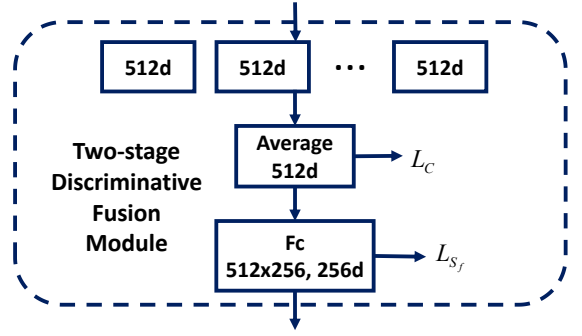 512d 512d ... 512d
Average
512d
L_C
Two-stage
Discriminative
Fusion
Module
Fc
512x256, 256d
L_{S_f}